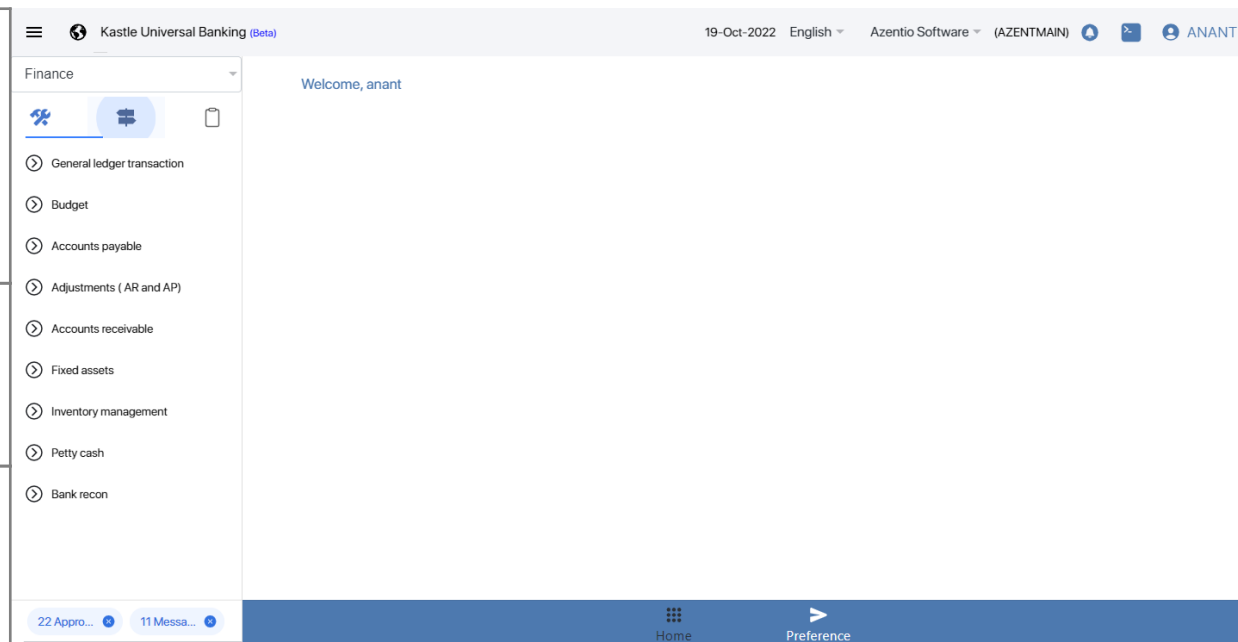 Kastle Universal Banking (Beta)
19-Oct-2022 English Azentio Software (AZENTMAIN) ANANT
Finance
Welcome, anant
General ledger transaction
Budget
Accounts payable
Adjustments ( AR and AP)
Accounts receivable
Fixed assets
Inventory management
Petty cash
Bank recon
22 Appro... 11 Messa...
Home Preference